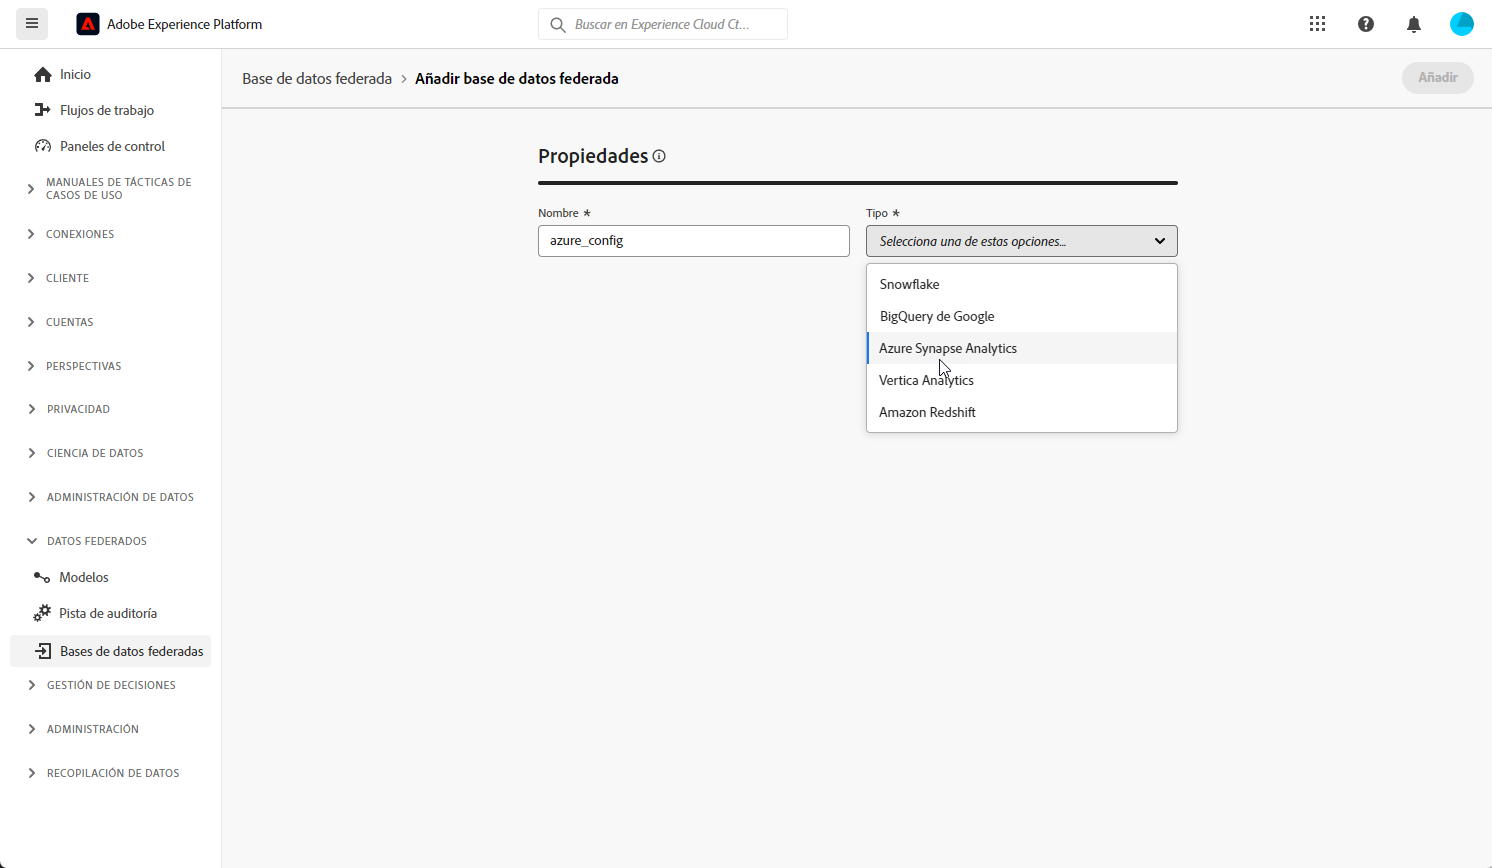 Adobe Experience Platform
Buscar en Experience Cloud Ct...
Inicio
Flujos de trabajo
Paneles de control
MANUALES DE TÁCTICAS DE
CASOS DE USO
CONEXIONES
CLIENTE
CUENTAS
PERSPECTIVAS
PRIVACIDAD
CIENCIA DE DATOS
ADMINISTRACIÓN DE DATOS
DATOS FEDERADOS
Modelos
Pista de auditoría
Bases de datos federadas
GESTIÓN DE DECISIONES
ADMINISTRACIÓN
RECOPILACIÓN DE DATOS
Base de datos federada > Añadir base de datos federada
Añadir
Propiedades
Nombre *
azure_config
Tipo *
Selecciona una de estas opciones...
Snowflake
BigQuery de Google
Azure Synapse Analytics
Vertica Analytics
Amazon Redshift